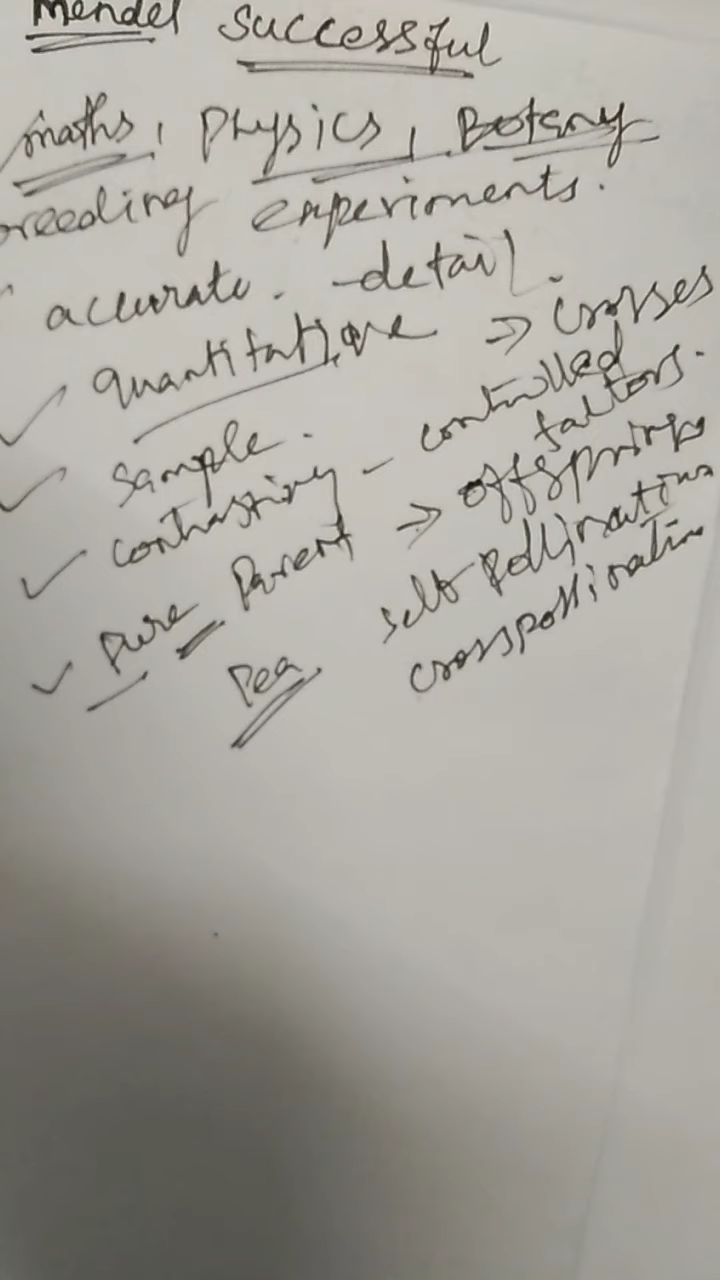 Mendel Successful
maths, Physics, Botany
breeding experiments.
accurate. - detail.
quantitative ⇒ crosses
Sample.
contrasting - controlled factors.
Pure Parent ⇒ offsprings
Pea self pollination
crosspollination